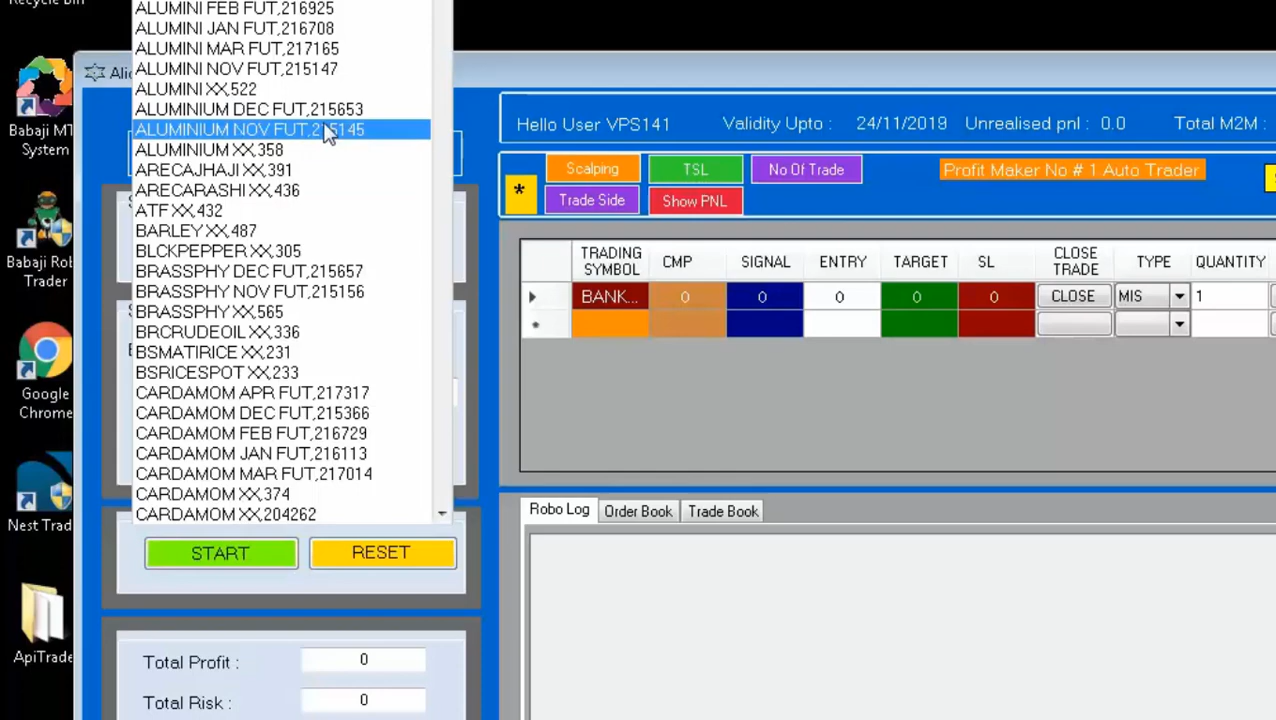 Recycle Bin
Babaji MT
System
Babaji Rob
Trader
Google
Chrome
Nest Trad
ApiTrade
ALUMINI FEB FUT,216925
ALUMINI JAN FUT,216708
ALUMINI MAR FUT,217165
ALUMINI NOV FUT,215147
ALUMINI XX,522
ALUMINIUM DEC FUT,215653
ALUMINIUM NOV FUT,215145
ALUMINIUM XX,358
ARECAJHAJI XX,391
ARECARASHI XX,436
ATF XX,432
BARLEY XX,487
BLCKPEPPER XX,305
BRASSPHY DEC FUT,215657
BRASSPHY NOV FUT,215156
BRASSPHY XX,565
BRCRUDEOIL XX,336
BSMATIRICE XX,231
BSRICESPOT XX,233
CARDAMOM APR FUT,217317
CARDAMOM DEC FUT,215366
CARDAMOM FEB FUT,216729
CARDAMOM JAN FUT,216113
CARDAMOM MAR FUT,217014
CARDAMOM XX,374
CARDAMOM XX,204262
START RESET
Total Profit : 0
Total Risk : 0
Hello User VPS141 Validity Upto : 24/11/2019 Unrealised pnl : 0.0 Total M2M :
* Scalping TSL No Of Trade Profit Maker No # 1 Auto Trader
Trade Side Show PNL
TRADING SYMBOL CMP SIGNAL ENTRY TARGET SL CLOSE TRADE TYPE QUANTITY
BANK... 0 0 0 0 0 CLOSE MIS 1
*
Robo Log Order Book Trade Book